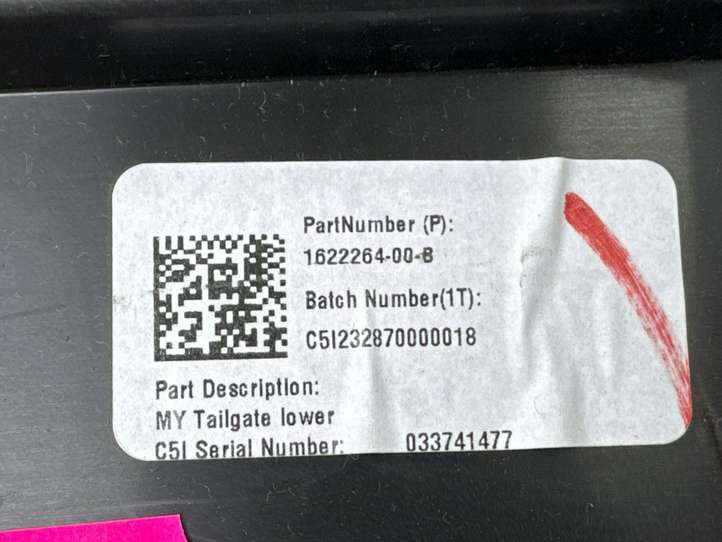 PartNumber (P):
1622264-00-B
Batch Number(1T):
C5I232870000018
Part Description:
MY Tailgate lower
C5I Serial Number: 033741477